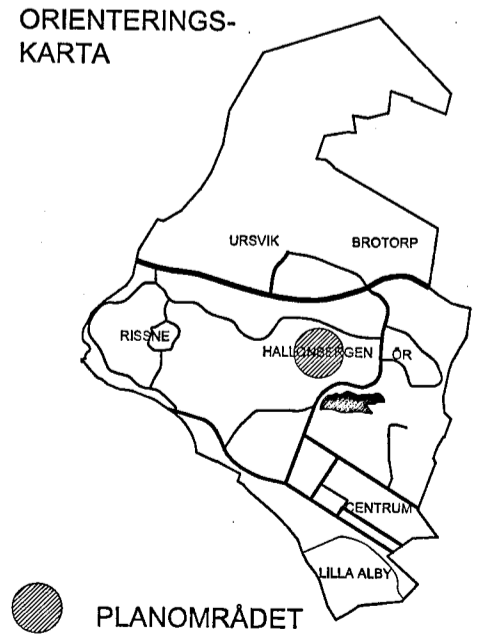 ORIENTERINGS-
KARTA
URSVIK
BROTORP
RISSNE
HALLONBERGEN
ÖR
CENTRUM
LILLA ALBY
PLANOMRÅDET